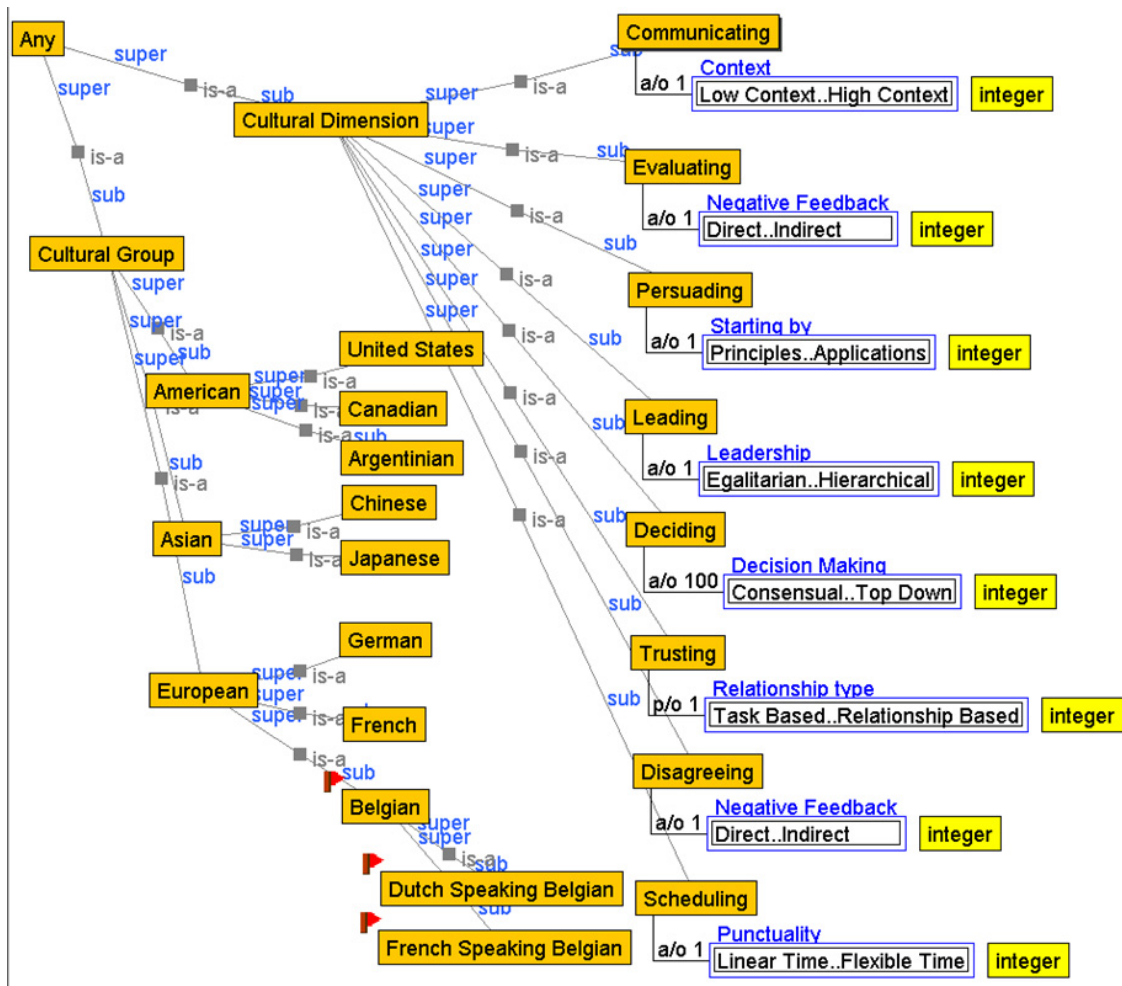 Any
super
super
is-a
sub
is-a
sub
Cultural Dimension
Cultural Group
super
super
super
is-a
sub
is-a
sub
is-a
American
super
super
super
is-a
is-a
is-a
sub
United States
Canadian
Argentinian
Asian
super
super
is-a
is-a
Chinese
Japanese
sub
European
super
super
super
is-a
is-a
is-a
sub
German
French
Belgian
super
super
is-a
sub
sub
Dutch Speaking Belgian
French Speaking Belgian
super
super
super
super
super
super
super
super
is-a
is-a
is-a
is-a
is-a
is-a
is-a
is-a
sub
Communicating
a/o 1
Context
Low Context..High Context
integer
sub
Evaluating
a/o 1
Negative Feedback
Direct..Indirect
integer
sub
Persuading
a/o 1
Starting by
Principles..Applications
integer
sub
Leading
a/o 1
Leadership
Egalitarian..Hierarchical
integer
sub
Deciding
a/o 100
Decision Making
Consensual..Top Down
integer
sub
Trusting
p/o 1
Relationship type
Task Based..Relationship Based
integer
sub
Disagreeing
a/o 1
Negative Feedback
Direct..Indirect
integer
sub
Scheduling
a/o 1
Punctuality
Linear Time..Flexible Time
integer